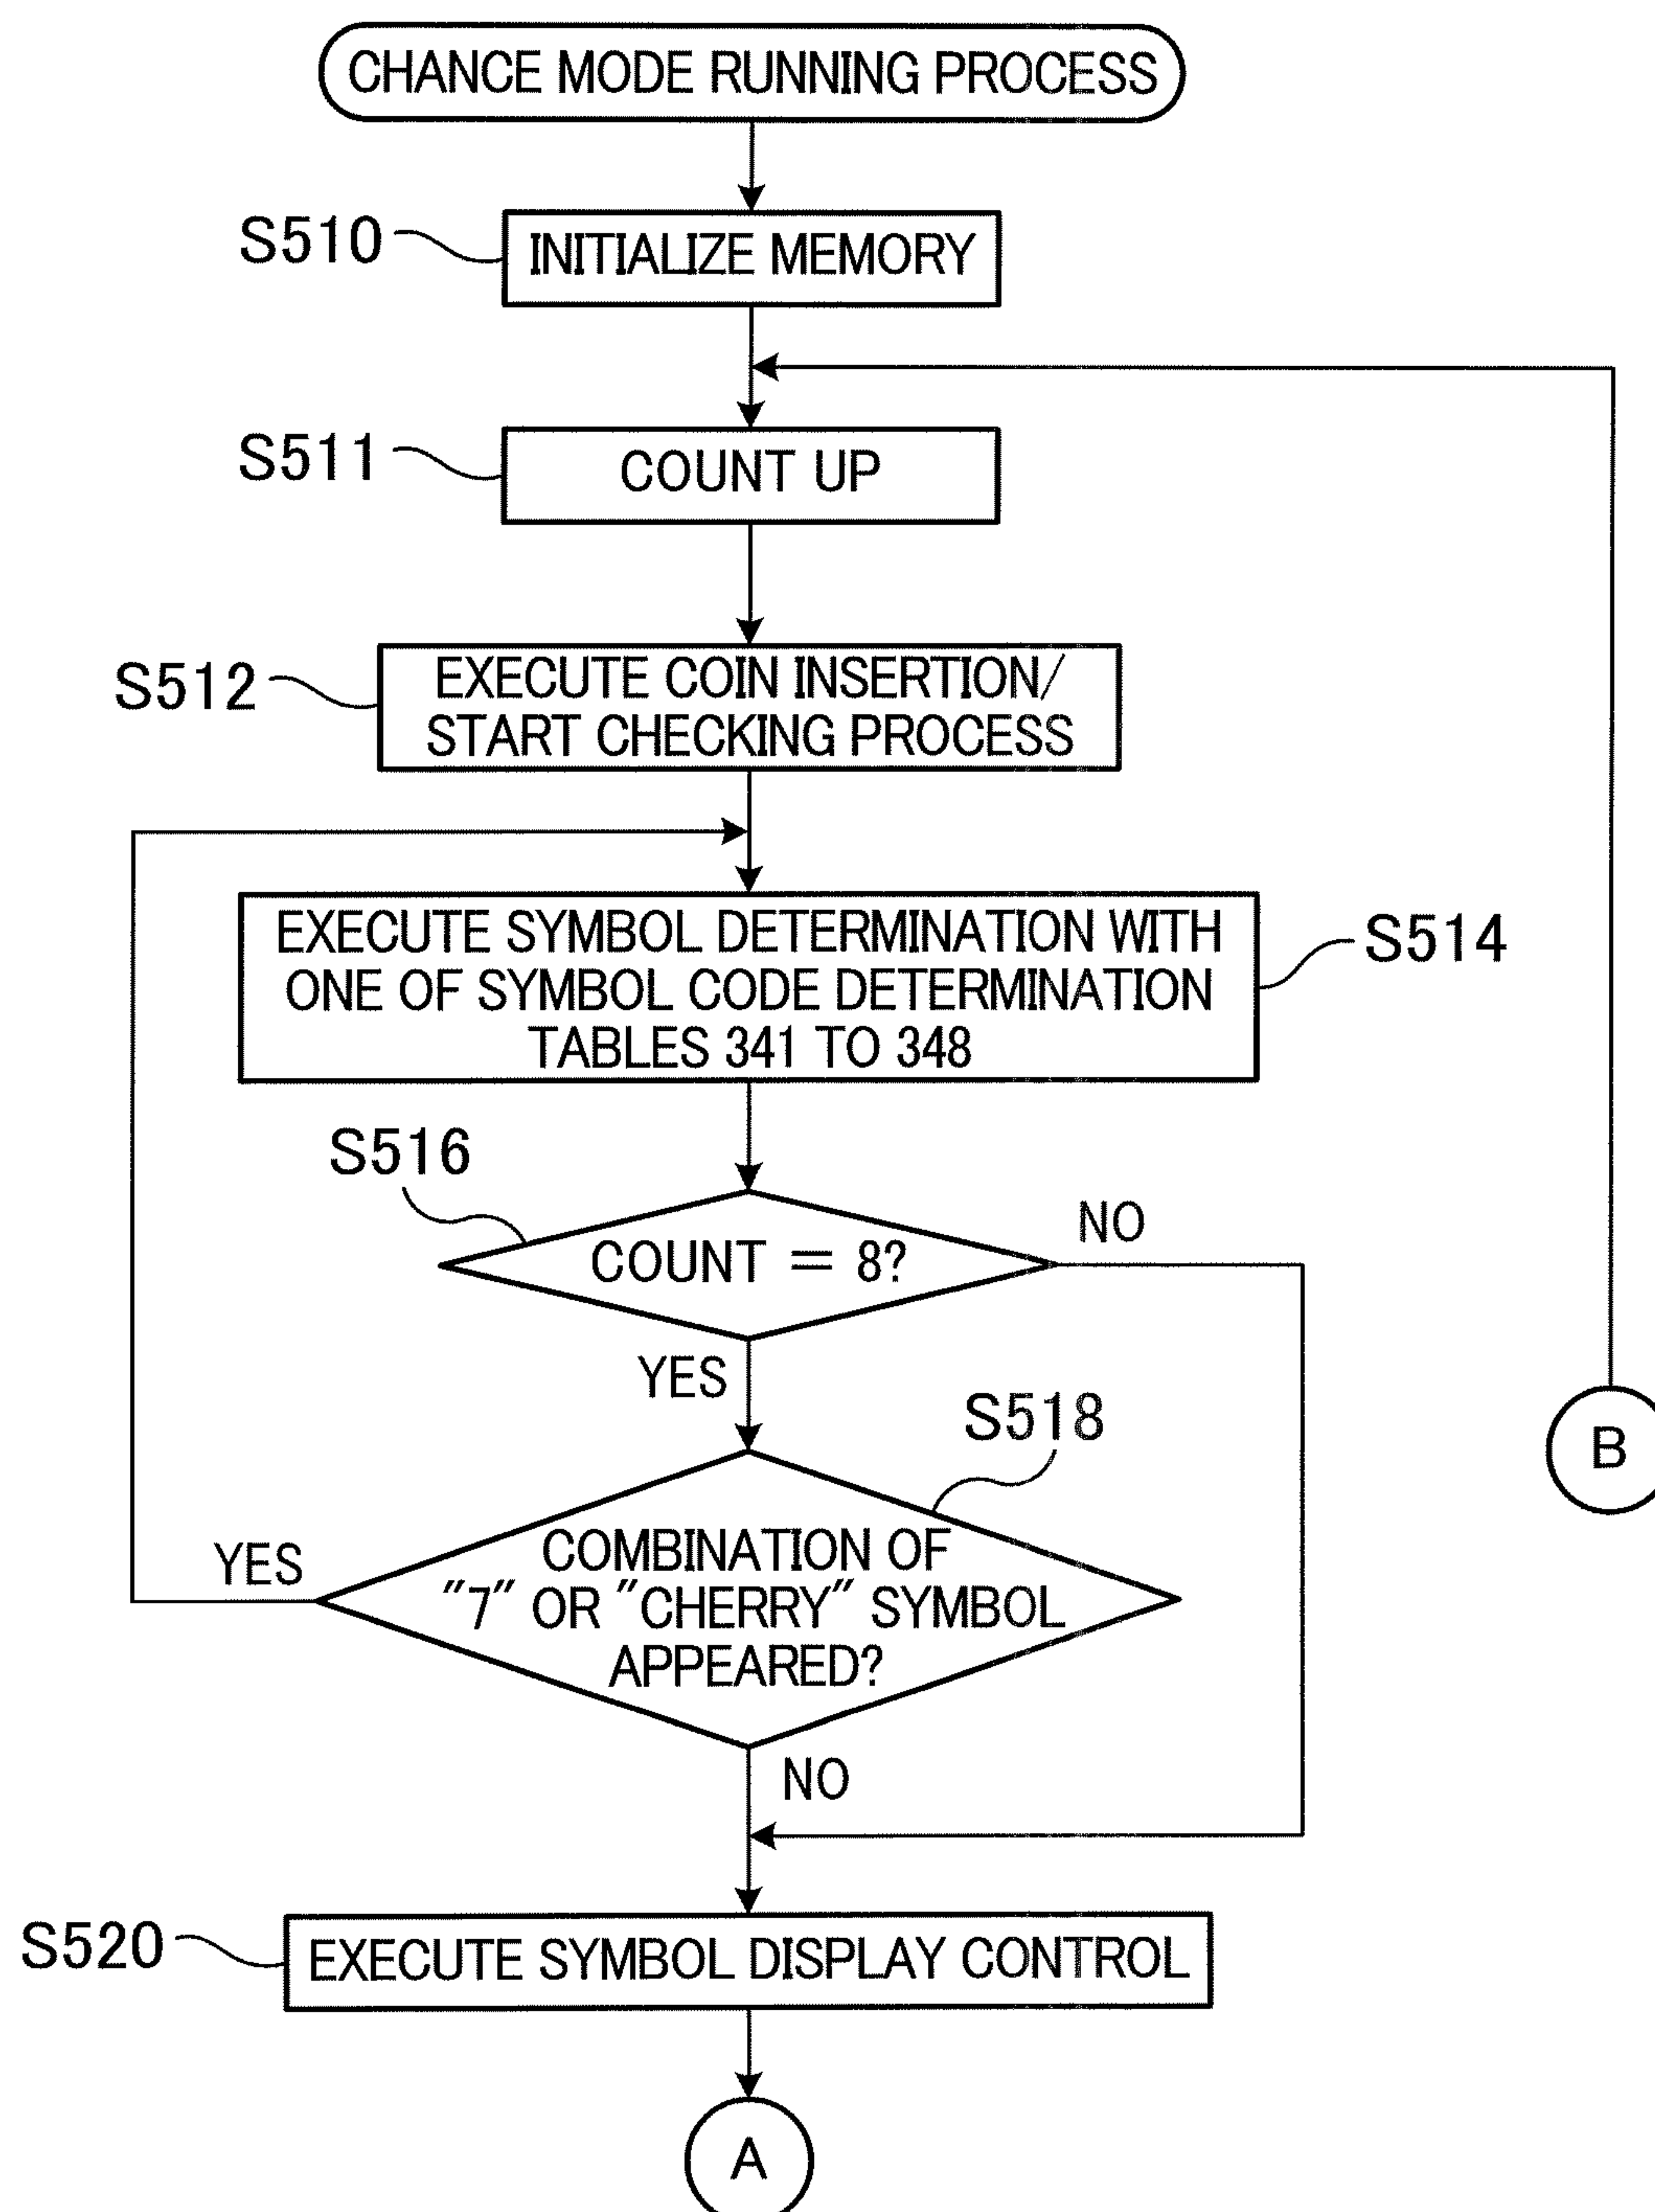 CHANCE MODE RUNNING PROCESS
S510
INITIALIZE MEMORY
S511
COUNT UP
S512
EXECUTE COIN INSERTION/
START CHECKING PROCESS
EXECUTE SYMBOL DETERMINATION WITH
ONE OF SYMBOL CODE DETERMINATION
TABLES 341 TO 348
S514
S516
COUNT = 8?
NO
YES
S518
B
COMBINATION OF
"7" OR "CHERRY" SYMBOL
APPEARED?
YES
NO
S520
EXECUTE SYMBOL DISPLAY CONTROL
A